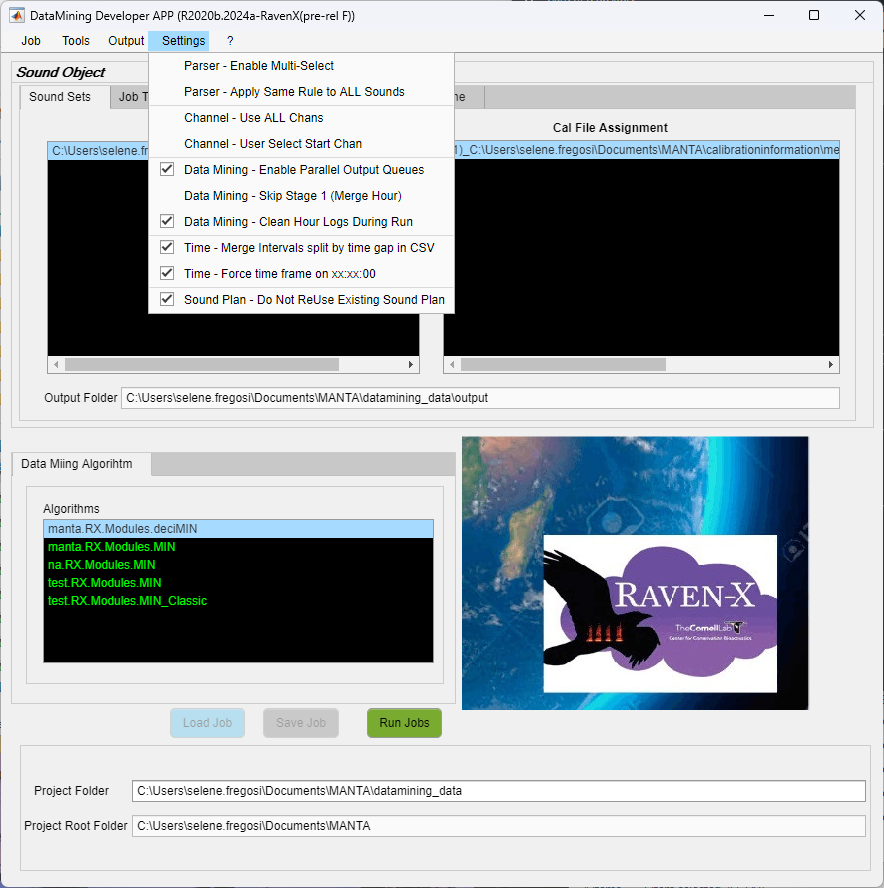 DataMining Developer APP (R2020b.2024a-RavenX(pre-rel F))
Job Tools Output Settings ?
Sound Object
Parser - Enable Multi-Select
Parser - Apply Same Rule to ALL Sounds
Channel - Use ALL Chans
Channel - User Select Start Chan
Data Mining - Enable Parallel Output Queues
Data Mining - Skip Stage 1 (Merge Hour)
Data Mining - Clean Hour Logs During Run
Time - Merge Intervals split by time gap in CSV
Time - Force time frame on xx:xx:00
Sound Plan - Do Not ReUse Existing Sound Plan
Sound Sets Job T ne
Cal File Assignment
C:\Users\selene.fr
1)_C:\Users\selene.fregosi\Documents\MANTA\calibrationinformation\me
Output Folder C:\Users\selene.fregosi\Documents\MANTA\datamining_data\output
Data Miing Algorihtm
Algorithms
manta.RX.Modules.deciMIN
manta.RX.Modules.MIN
na.RX.Modules.MIN
test.RX.Modules.MIN
test.RX.Modules.MIN_Classic
RAVEN-X
TheCornellLab
Center for Conservation Bioacoustics
Load Job Save Job Run Jobs
Project Folder C:\Users\selene.fregosi\Documents\MANTA\datamining_data
Project Root Folder C:\Users\selene.fregosi\Documents\MANTA